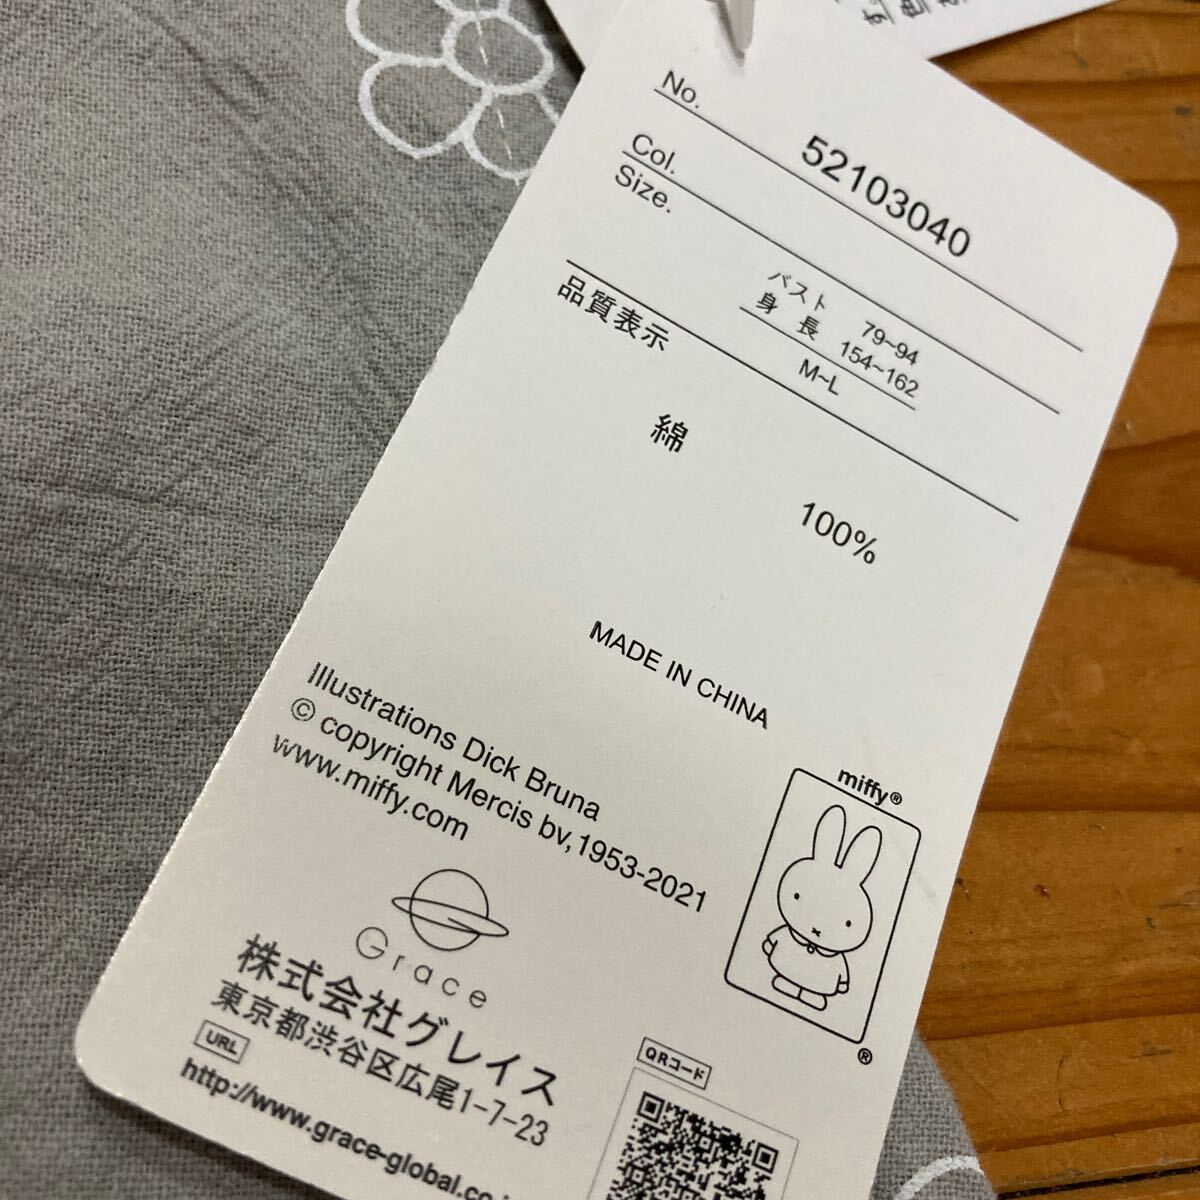 No. 52103040
Col.
Size.
バスト 79~94
身長 154~162
M~L
品質表示
綿 100%
MADE IN CHINA
Illustrations Dick Bruna
© copyright Mercis bv, 1953-2021
www.miffy.com
miffy®
®
Grace
株式会社グレイス
東京都渋谷区広尾1-7-23
URL
http://www.grace-global.co.
QRコード